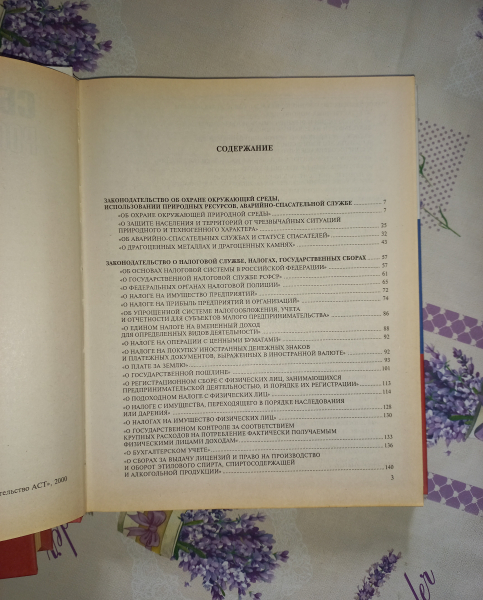 СОДЕРЖАНИЕ
ЗАКОНОДАТЕЛЬСТВО ОБ ОХРАНЕ ОКРУЖАЮЩЕЙ СРЕДЫ,
ИСПОЛЬЗОВАНИИ ПРИРОДНЫХ РЕСУРСОВ, АВАРИЙНО-СПАСАТЕЛЬНОЙ СЛУЖБЕ 7
«ОБ ОХРАНЕ ОКРУЖАЮЩЕЙ ПРИРОДНОЙ СРЕДЫ» 7
«О ЗАЩИТЕ НАСЕЛЕНИЯ И ТЕРРИТОРИЙ ОТ ЧРЕЗВЫЧАЙНЫХ СИТУАЦИЙ
ПРИРОДНОГО И ТЕХНОГЕННОГО ХАРАКТЕРА» 25
«ОБ АВАРИЙНО-СПАСАТЕЛЬНЫХ СЛУЖБАХ И СТАТУСЕ СПАСАТЕЛЕЙ» 32
«О ДРАГОЦЕННЫХ МЕТАЛЛАХ И ДРАГОЦЕННЫХ КАМНЯХ» 43
ЗАКОНОДАТЕЛЬСТВО О НАЛОГОВОЙ СЛУЖБЕ, НАЛОГАХ, ГОСУДАРСТВЕННЫХ СБОРАХ 57
«ОБ ОСНОВАХ НАЛОГОВОЙ СИСТЕМЫ В РОССИЙСКОЙ ФЕДЕРАЦИИ» 57
«О ГОСУДАРСТВЕННОЙ НАЛОГОВОЙ СЛУЖБЕ РСФСР» 61
«О ФЕДЕРАЛЬНЫХ ОРГАНАХ НАЛОГОВОЙ ПОЛИЦИИ» 65
«О НАЛОГЕ НА ИМУЩЕСТВО ПРЕДПРИЯТИЙ» 72
«О НАЛОГЕ НА ПРИБЫЛЬ ПРЕДПРИЯТИЙ И ОРГАНИЗАЦИЙ» 74
«ОБ УПРОЩЕННОЙ СИСТЕМЕ НАЛОГООБЛОЖЕНИЯ, УЧЕТА
И ОТЧЕТНОСТИ ДЛЯ СУБЪЕКТОВ МАЛОГО ПРЕДПРИНИМАТЕЛЬСТВА» 86
«О ЕДИНОМ НАЛОГЕ НА ВМЕНЕННЫЙ ДОХОД
ДЛЯ ОПРЕДЕЛЕННЫХ ВИДОВ ДЕЯТЕЛЬНОСТИ» 88
«О НАЛОГЕ НА ОПЕРАЦИИ С ЦЕННЫМИ БУМАГАМИ» 92
«О НАЛОГЕ НА ПОКУПКУ ИНОСТРАННЫХ ДЕНЕЖНЫХ ЗНАКОВ
И ПЛАТЕЖНЫХ ДОКУМЕНТОВ, ВЫРАЖЕННЫХ В ИНОСТРАННОЙ ВАЛЮТЕ» 92
«О ПЛАТЕ ЗА ЗЕМЛЮ» 93
«О ГОСУДАРСТВЕННОЙ ПОШЛИНЕ» 101
«О РЕГИСТРАЦИОННОМ СБОРЕ С ФИЗИЧЕСКИХ ЛИЦ, ЗАНИМАЮЩИХСЯ
ПРЕДПРИНИМАТЕЛЬСКОЙ ДЕЯТЕЛЬНОСТЬЮ, И ПОРЯДКЕ ИХ РЕГИСТРАЦИИ» 113
«О ПОДОХОДНОМ НАЛОГЕ С ФИЗИЧЕСКИХ ЛИЦ» 114
«О НАЛОГЕ С ИМУЩЕСТВА, ПЕРЕХОДЯЩЕГО В ПОРЯДКЕ НАСЛЕДОВАНИЯ
ИЛИ ДАРЕНИЯ» 128
«О НАЛОГАХ НА ИМУЩЕСТВО ФИЗИЧЕСКИХ ЛИЦ» 130
«О ГОСУДАРСТВЕННОМ КОНТРОЛЕ ЗА СООТВЕТСТВИЕМ
КРУПНЫХ РАСХОДОВ НА ПОТРЕБЛЕНИЕ ФАКТИЧЕСКИ ПОЛУЧАЕМЫМ
ФИЗИЧЕСКИМИ ЛИЦАМИ ДОХОДАМ» 133
«О БУХГАЛТЕРСКОМ УЧЕТЕ» 136
«О СБОРАХ ЗА ВЫДАЧУ ЛИЦЕНЗИЙ И ПРАВО НА ПРОИЗВОДСТВО
И ОБОРОТ ЭТИЛОВОГО СПИРТА, СПИРТОСОДЕРЖАЩЕЙ
И АЛКОГОЛЬНОЙ ПРОДУКЦИИ» 140
3
тельство АСТ», 2000